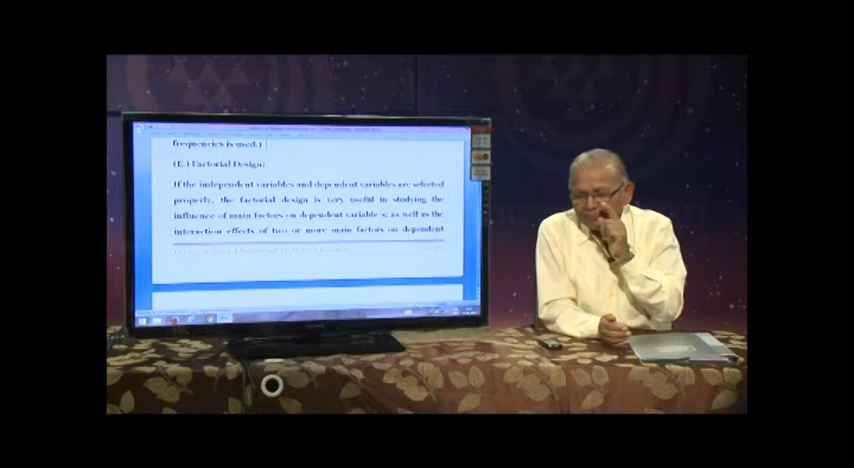 frequencies is used.)
(E.) Factorial Design:
If the independent variables and dependent variables are selected
properly, the factorial design is very useful in studying the
influence of main factors on dependent variable s; as well as the
interaction effects of two or more main factors on dependent